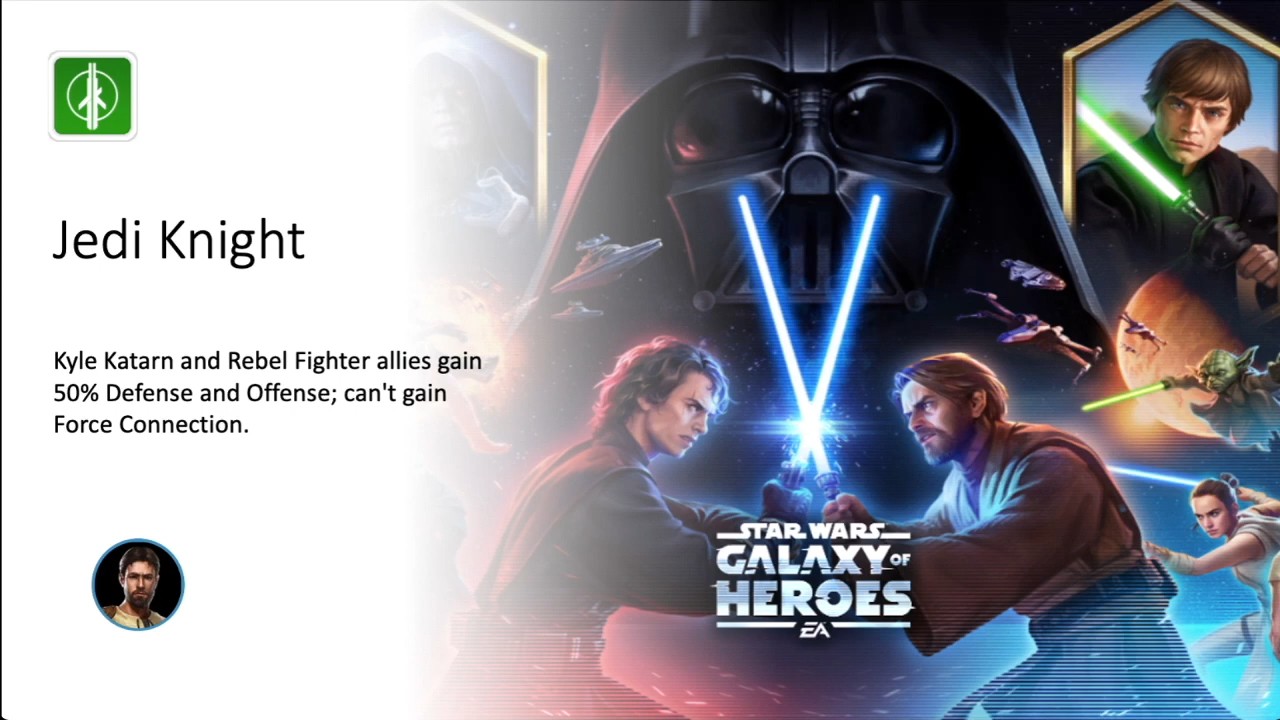 Jedi Knight
Kyle Katarn and Rebel Fighter allies gain
50% Defense and Offense; can't gain
Force Connection.
STAR WARS
GALAXY OF
HEROES
EA